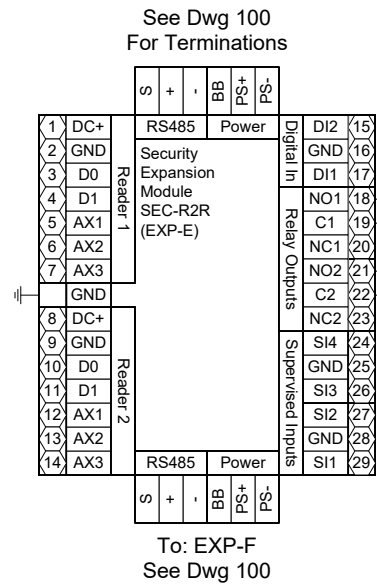 See Dwg 100
For Terminations
S + - BB PS+ PS-
RS485 Power
1 DC+
2 GND
3 D0
4 D1
5 AX1
6 AX2
7 AX3
GND
8 DC+
9 GND
10 D0
11 D1
12 AX1
13 AX2
14 AX3
Reader 1
Reader 2
Security
Expansion
Module
SEC-R2R
(EXP-E)
Digital In
Relay Outputs
Supervised Inputs
DI2 15
GND 16
DI1 17
NO1 18
C1 19
NC1 20
NO2 21
C2 22
NC2 23
SI4 24
GND 25
SI3 26
SI2 27
GND 28
SI1 29
RS485 Power
S + - BB PS+ PS-
To: EXP-F
See Dwg 100